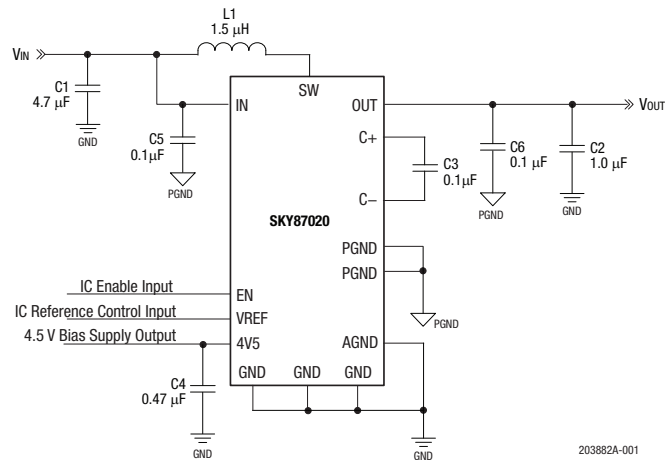 L1
1.5 μH
VIN
C1
4.7 μF
GND
C5
0.1μF
PGND
SW
IN
OUT
C+
C–
C3
0.1μF
C6
0.1 μF
PGND
C2
1.0 μF
GND
VOUT
SKY87020
PGND
PGND
PGND
IC Enable Input
EN
IC Reference Control Input
VREF
4.5 V Bias Supply Output
4V5
AGND
GND
GND
GND
C4
0.47 μF
GND
GND
203882A-001